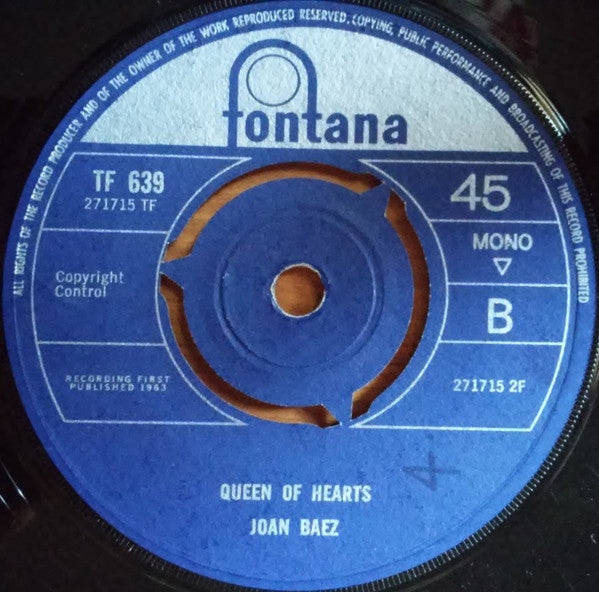 ALL RIGHTS OF THE RECORD PRODUCER AND OF THE OWNER OF THE WORK REPRODUCED RESERVED. COPYING, PUBLIC PERFORMANCE AND BROADCASTING OF THIS RECORD PROHIBITED
fontana
TF 639
271715 TF
45
MONO
Copyright
Control
B
RECORDING FIRST
PUBLISHED 1963
271715 2F
4
QUEEN OF HEARTS
JOAN BAEZ